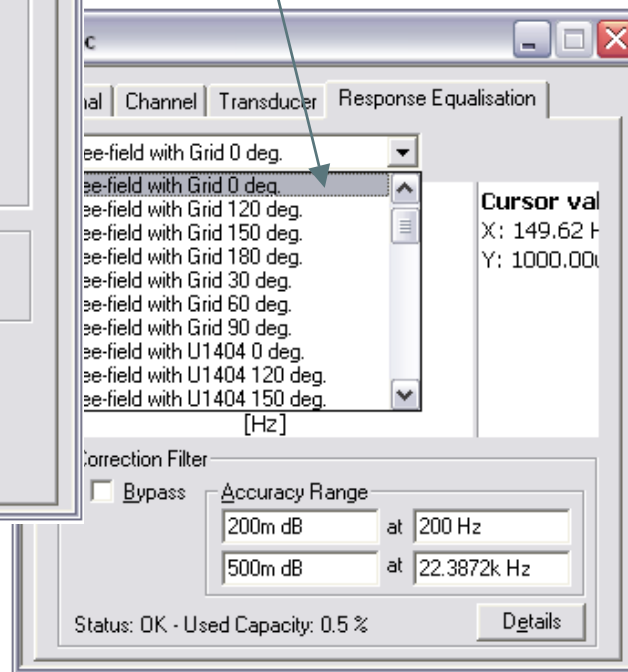 c
nal Channel Transducer Response Equalisation
ee-field with Grid 0 deg.
ee-field with Grid 0 deg.
ee-field with Grid 120 deg.
ee-field with Grid 150 deg.
ee-field with Grid 180 deg.
ee-field with Grid 30 deg.
ee-field with Grid 60 deg.
ee-field with Grid 90 deg.
ee-field with U1404 0 deg.
ee-field with U1404 120 deg.
ee-field with U1404 150 deg.
[Hz]
Cursor val
X: 149.62 H
Y: 1000.00u
Correction Filter
Bypass
Accuracy Range
200m dB at 200 Hz
500m dB at 22.3872k Hz
Status: OK - Used Capacity: 0.5 %
Details